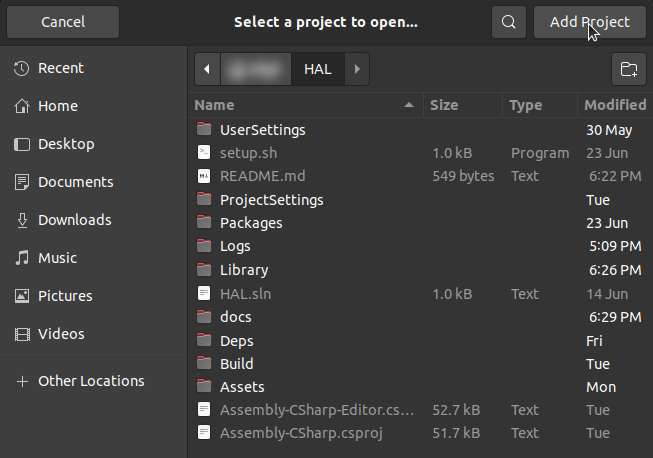 Cancel Select a project to open... Add Project
Recent
Home
Desktop
Documents
Downloads
Music
Pictures
Videos
Other Locations
HAL
Name Size Type Modified
UserSettings 30 May
setup.sh 1.0 kB Program 23 Jun
README.md 549 bytes Text 6:22 PM
ProjectSettings Tue
Packages 23 Jun
Logs 5:09 PM
Library 6:26 PM
HAL.sln 1.0 kB Text 14 Jun
docs 6:29 PM
Deps Fri
Build Tue
Assets Mon
Assembly-CSharp-Editor.cs... 52.7 kB Text Tue
Assembly-CSharp.csproj 51.7 kB Text Tue